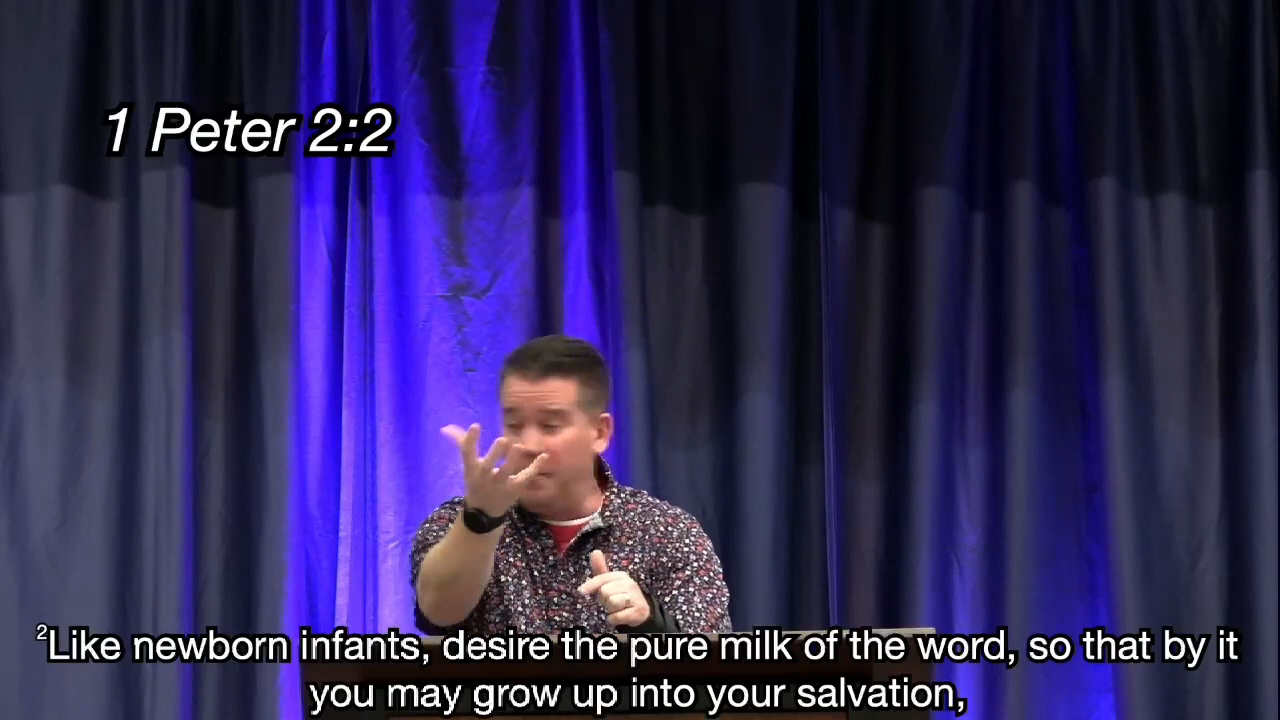 1 Peter 2:2
²Like newborn infants, desire the pure milk of the word, so that by it
you may grow up into your salvation,